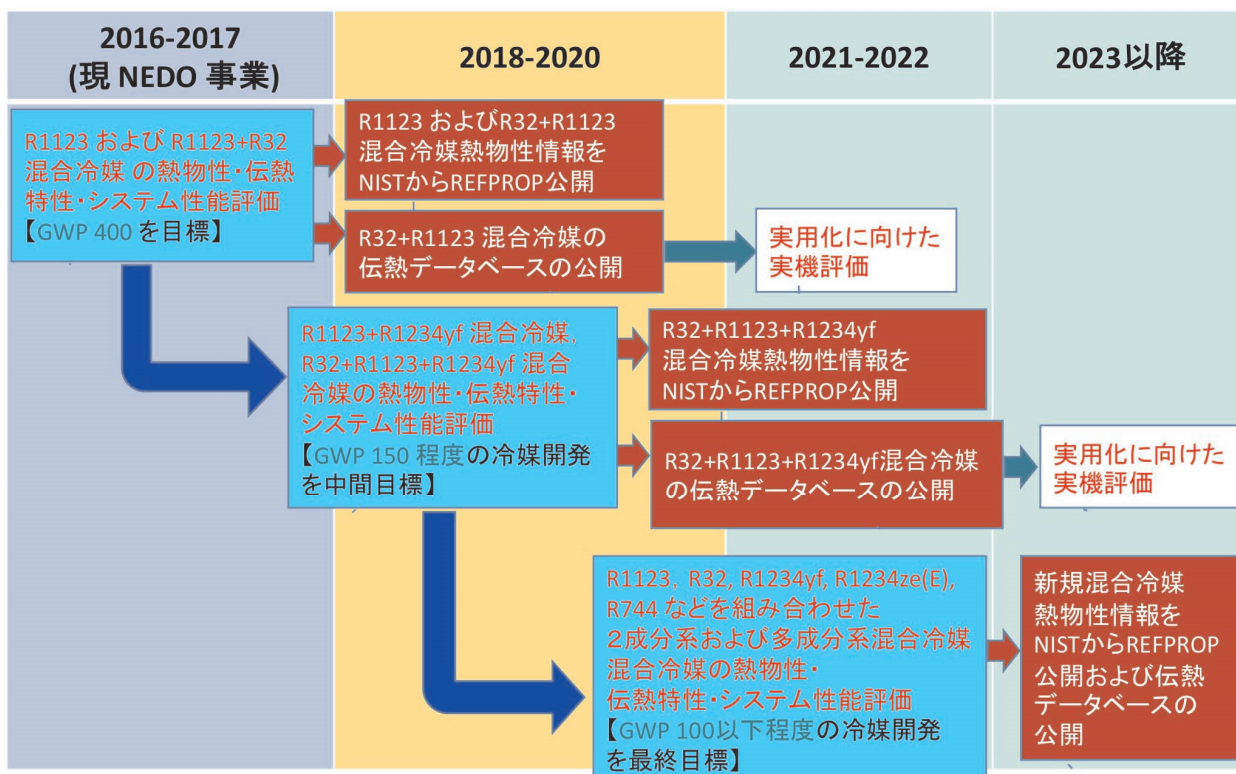 2016-2017
(現 NEDO 事業)
2018-2020
2021-2022
2023以降
R1123 および R1123+R32
混合冷媒 の熱物性・伝熱
特性・システム性能評価
【GWP 400 を目標】
R1123 およびR32+R1123
混合冷媒熱物性情報を
NISTからREFPROP公開
R32+R1123 混合冷媒の
伝熱データベースの公開
実用化に向けた
実機評価
R1123+R1234yf 混合冷媒,
R32+R1123+R1234yf 混合
冷媒の熱物性・伝熱特性・
システム性能評価
【GWP 150 程度の冷媒開発
を中間目標】
R32+R1123+R1234yf
混合冷媒熱物性情報を
NISTからREFPROP公開
R32+R1123+R1234yf混合冷媒
の伝熱データベースの公開
実用化に向けた
実機評価
R1123, R32, R1234yf, R1234ze(E),
R744 などを組み合わせた
２成分系および多成分系混合冷媒
混合冷媒の熱物性・
伝熱特性・システム性能評価
【GWP 100以下程度の冷媒開発
を最終目標】
新規混合冷媒
熱物性情報を
NISTからREFPROP
公開および伝熱
データベースの
公開